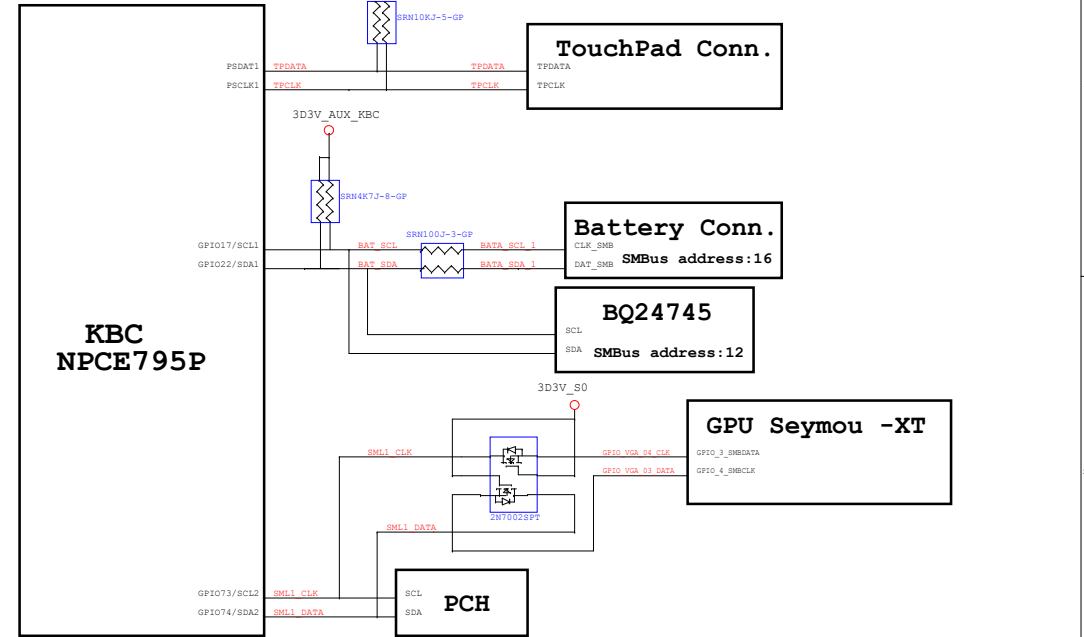 SRN10KJ-5-GP
TouchPad Conn.
PSDAT1 TPDATA TPDATA TPDATA
PSCLK1 TPCLK TPCLK TPCLK
3D3V_AUX_KBC
SRN4K7J-8-GP
Battery Conn.
SRN100J-3-GP
GPIO17/SCL1 BAT_SCL BATA_SCL_1 CLK_SMB
GPIO22/SDA1 BAT_SDA BATA_SDA_1 DAT_SMB SMBus address:16
BQ24745
SCL
SDA SMBus address:12
KBC
NPCE795P
3D3V_S0
GPU Seymou -XT
SML1_CLK GPIO_VGA_04_CLK GPIO_3_SMBDATA
GPIO_VGA_03_DATA GPIO_4_SMBCLK
2N7002SPT
SML1_DATA
GPIO73/SCL2 SML1_CLK SCL
PCH
GPIO74/SDA2 SML1_DATA SDA